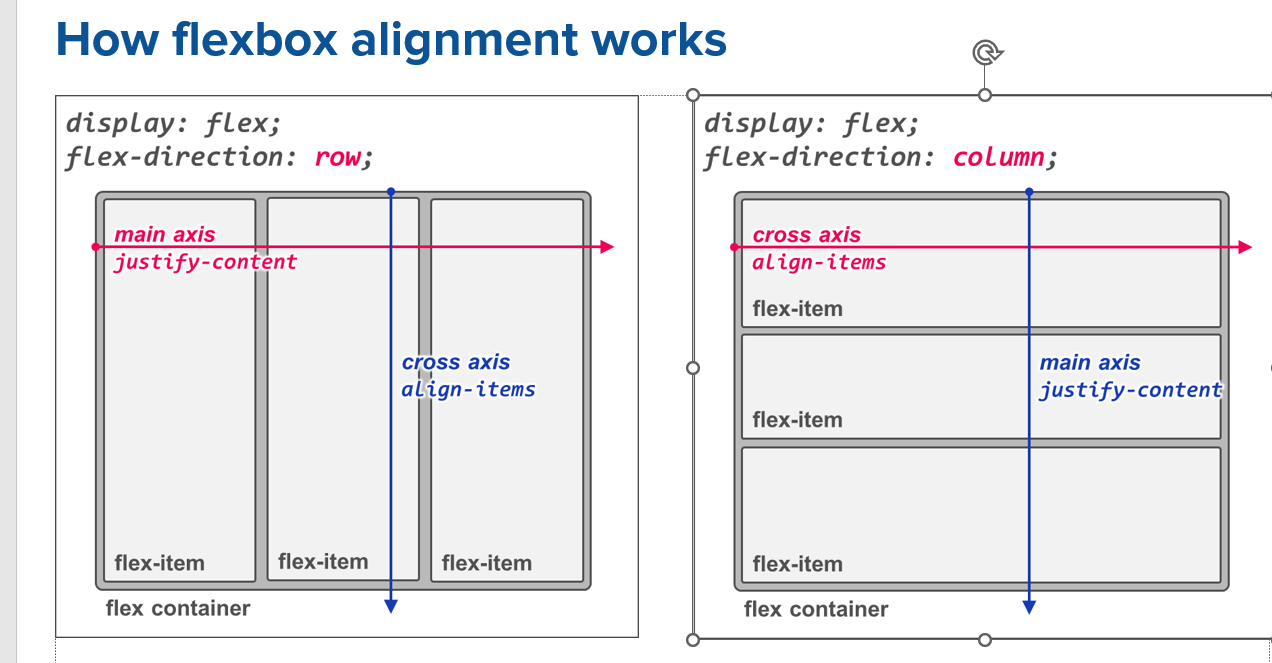 How flexbox alignment works
display: flex;
flex-direction: row;
main axis
justify-content
cross axis
align-items
flex-item
flex-item
flex-item
flex container
display: flex;
flex-direction: column;
cross axis
align-items
flex-item
main axis
justify-content
flex-item
flex-item
flex container